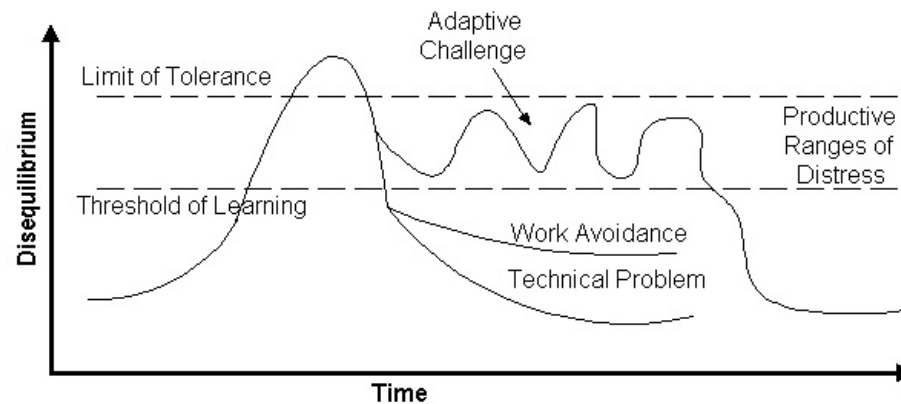 Adaptive
Challenge
Limit of Tolerance
Productive
Ranges of
Distress
Threshold of Learning
Disequilibrium
Work Avoidance
Technical Problem
Time